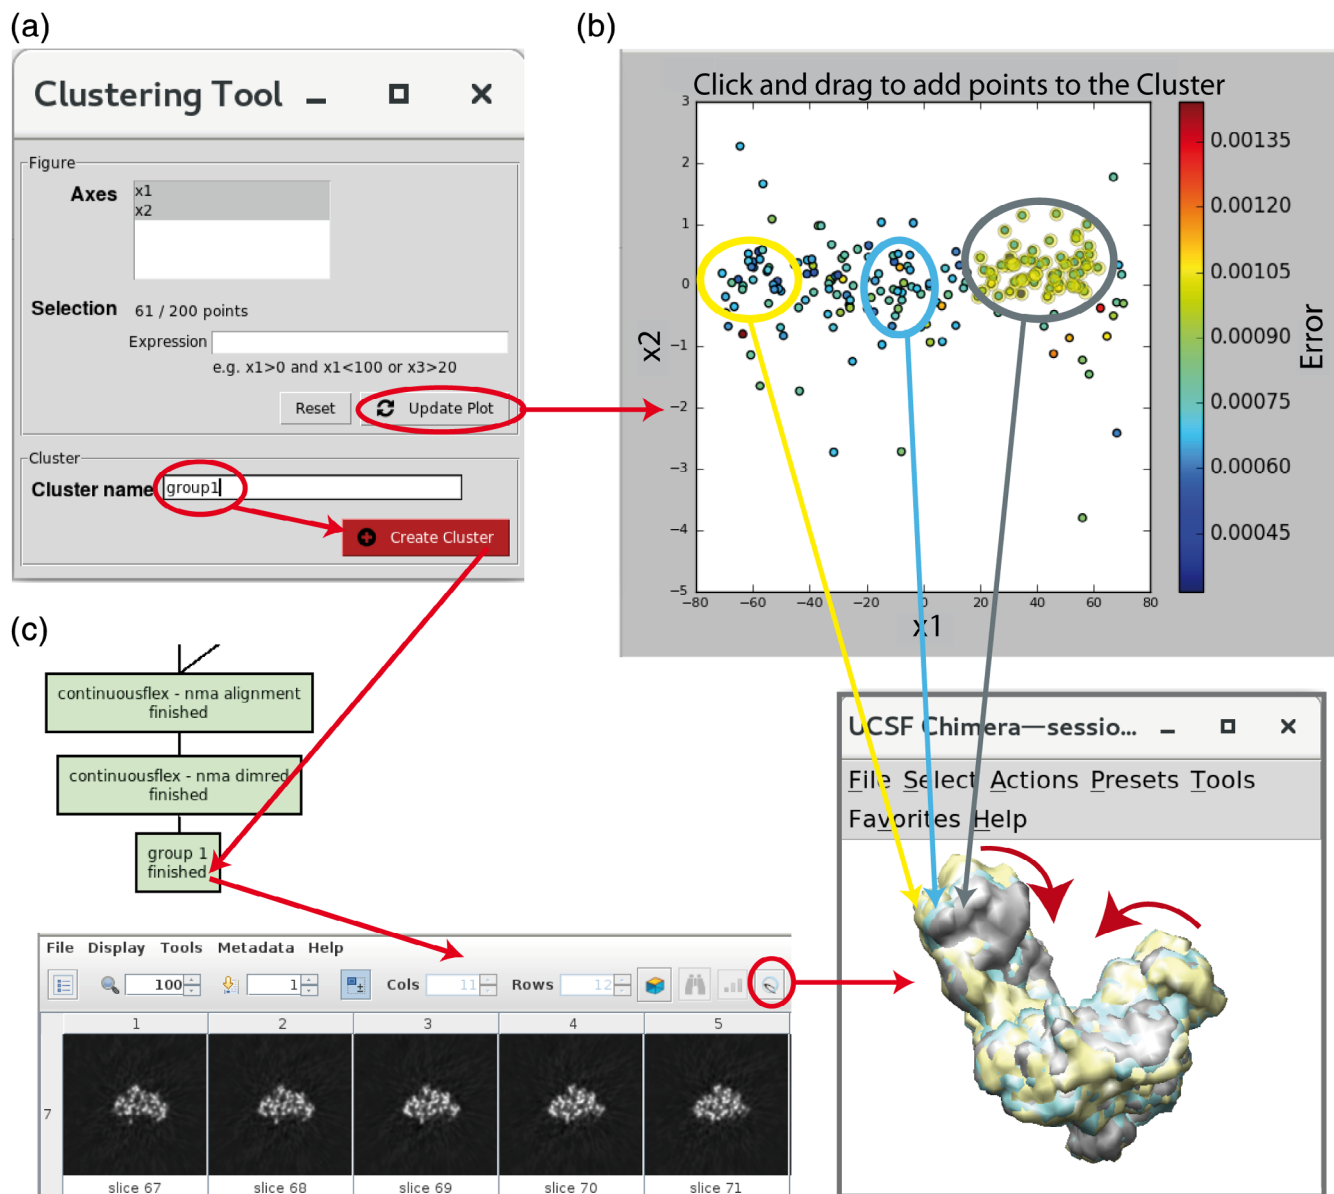 (a)
Clustering Tool
Figure
Axes
x1
x2
Selection 61 / 200 points
Expression
e.g. x1>0 and x1<100 or x3>20
Reset Update Plot
Cluster
Cluster name group1
Create Cluster
(b)
Click and drag to add points to the Cluster
3
2
1
0
−1
−2
−3
−4
−5
x2
−80 −60 −40 −20 0 20 40 60 80
x1
0.00135
0.00120
0.00105
0.00090
0.00075
0.00060
0.00045
Error
(c)
continuousflex - nma alignment
finished
continuousflex - nma dimred
finished
group 1
finished
File Display Tools Metadata Help
100 1 Cols 11 Rows 12
1 2 3 4 5
7
slice 67 slice 68 slice 69 slice 70 slice 71
UCSF Chimera—sessio...
File Select Actions Presets Tools
Favorites Help